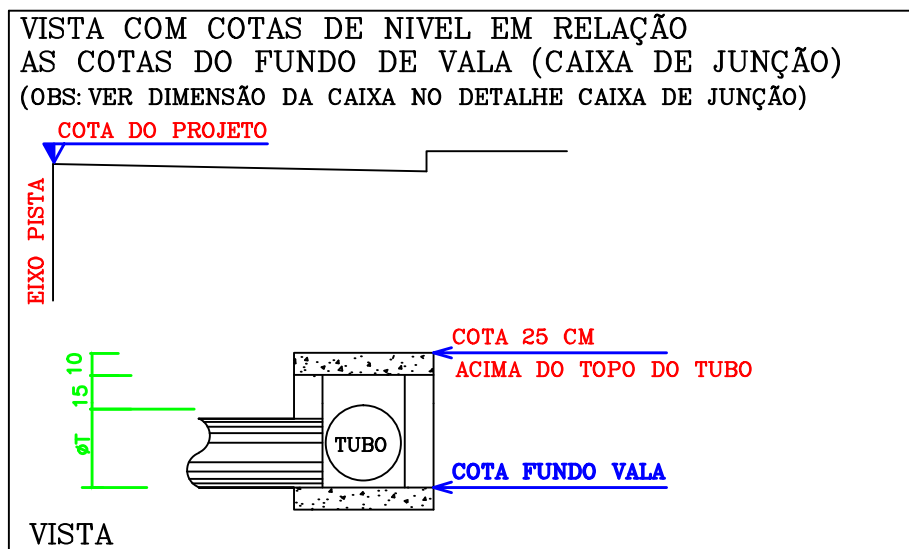 VISTA COM COTAS DE NIVEL EM RELAÇÃO
AS COTAS DO FUNDO DE VALA (CAIXA DE JUNÇÃO)
(OBS: VER DIMENSÃO DA CAIXA NO DETALHE CAIXA DE JUNÇÃO)
COTA DO PROJETO
EIXO PISTA
COTA 25 CM
ACIMA DO TOPO DO TUBO
10
15
øT
TUBO
COTA FUNDO VALA
VISTA